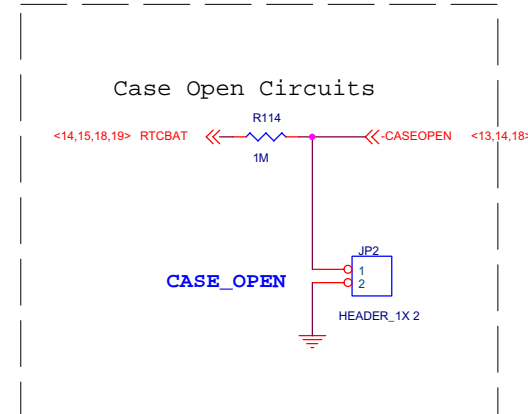 Case Open Circuits
R114
<14,15,18,19> RTCBAT
-CASEOPEN <13,14,18>
1M
JP2
1
CASE_OPEN
2
HEADER_1X 2